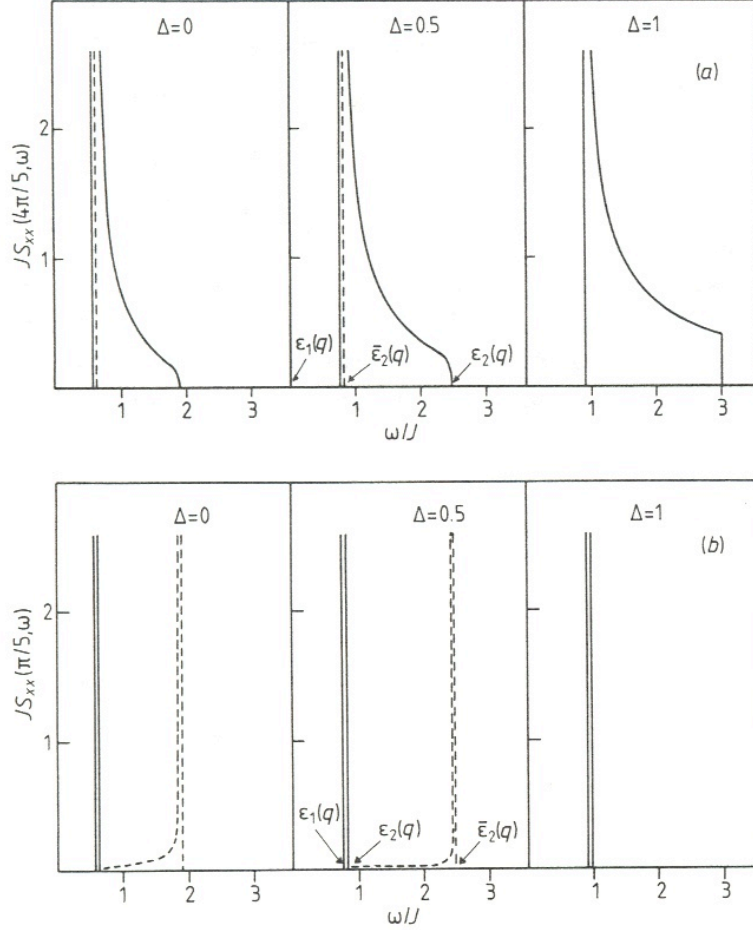 Δ=0
Δ=0.5
Δ=1
(a)
2
1
JS_xx(4π/5,ω)
ε₁(q)
ε̄₂(q)
ε₂(q)
1 2 3
1 2 3
1 2 3
ω/J
Δ=0
Δ=0.5
Δ=1
(b)
2
1
JS_xx(π/5,ω)
ε₁(q)
ε₂(q)
ε̄₂(q)
1 2 3
1 2 3
1 2 3
ω/J